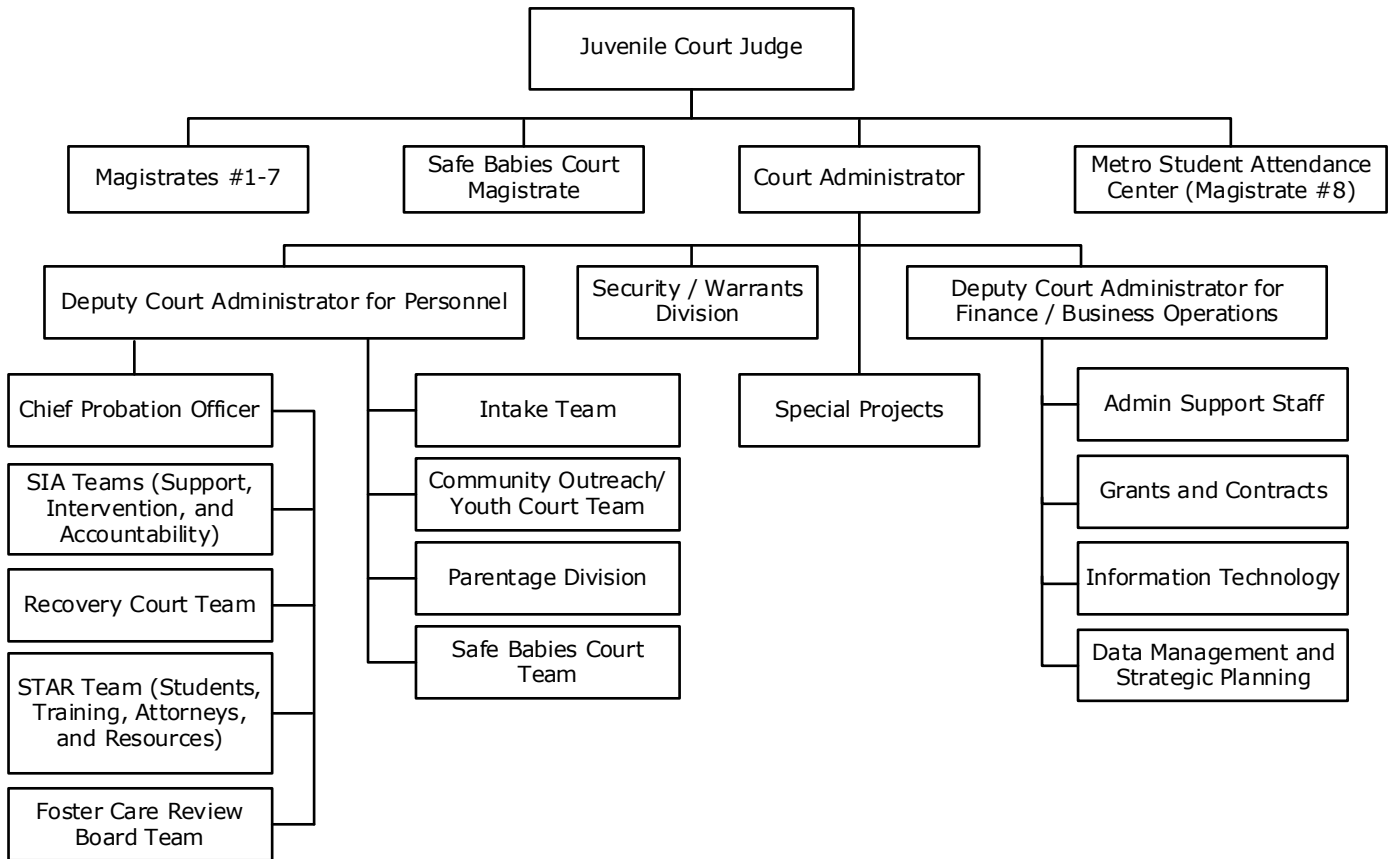 Juvenile Court Judge
Magistrates #1-7
Safe Babies Court
Magistrate
Court Administrator
Metro Student Attendance
Center (Magistrate #8)
Deputy Court Administrator for Personnel
Security / Warrants
Division
Deputy Court Administrator for
Finance / Business Operations
Chief Probation Officer
SIA Teams (Support,
Intervention, and
Accountability)
Recovery Court Team
STAR Team (Students,
Training, Attorneys,
and Resources)
Foster Care Review
Board Team
Intake Team
Community Outreach/
Youth Court Team
Parentage Division
Safe Babies Court
Team
Special Projects
Admin Support Staff
Grants and Contracts
Information Technology
Data Management and
Strategic Planning